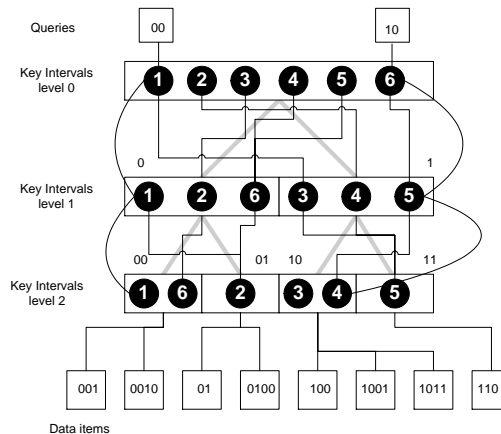 Queries 00 10
Key Intervals
level 0
1 2 3 4 5 6
0 1
Key Intervals
level 1
1 2 6 3 4 5
00 01 10 11
Key Intervals
level 2
1 6 2 3 4 5
001 0010 01 0100 100 1001 1011 110
Data items